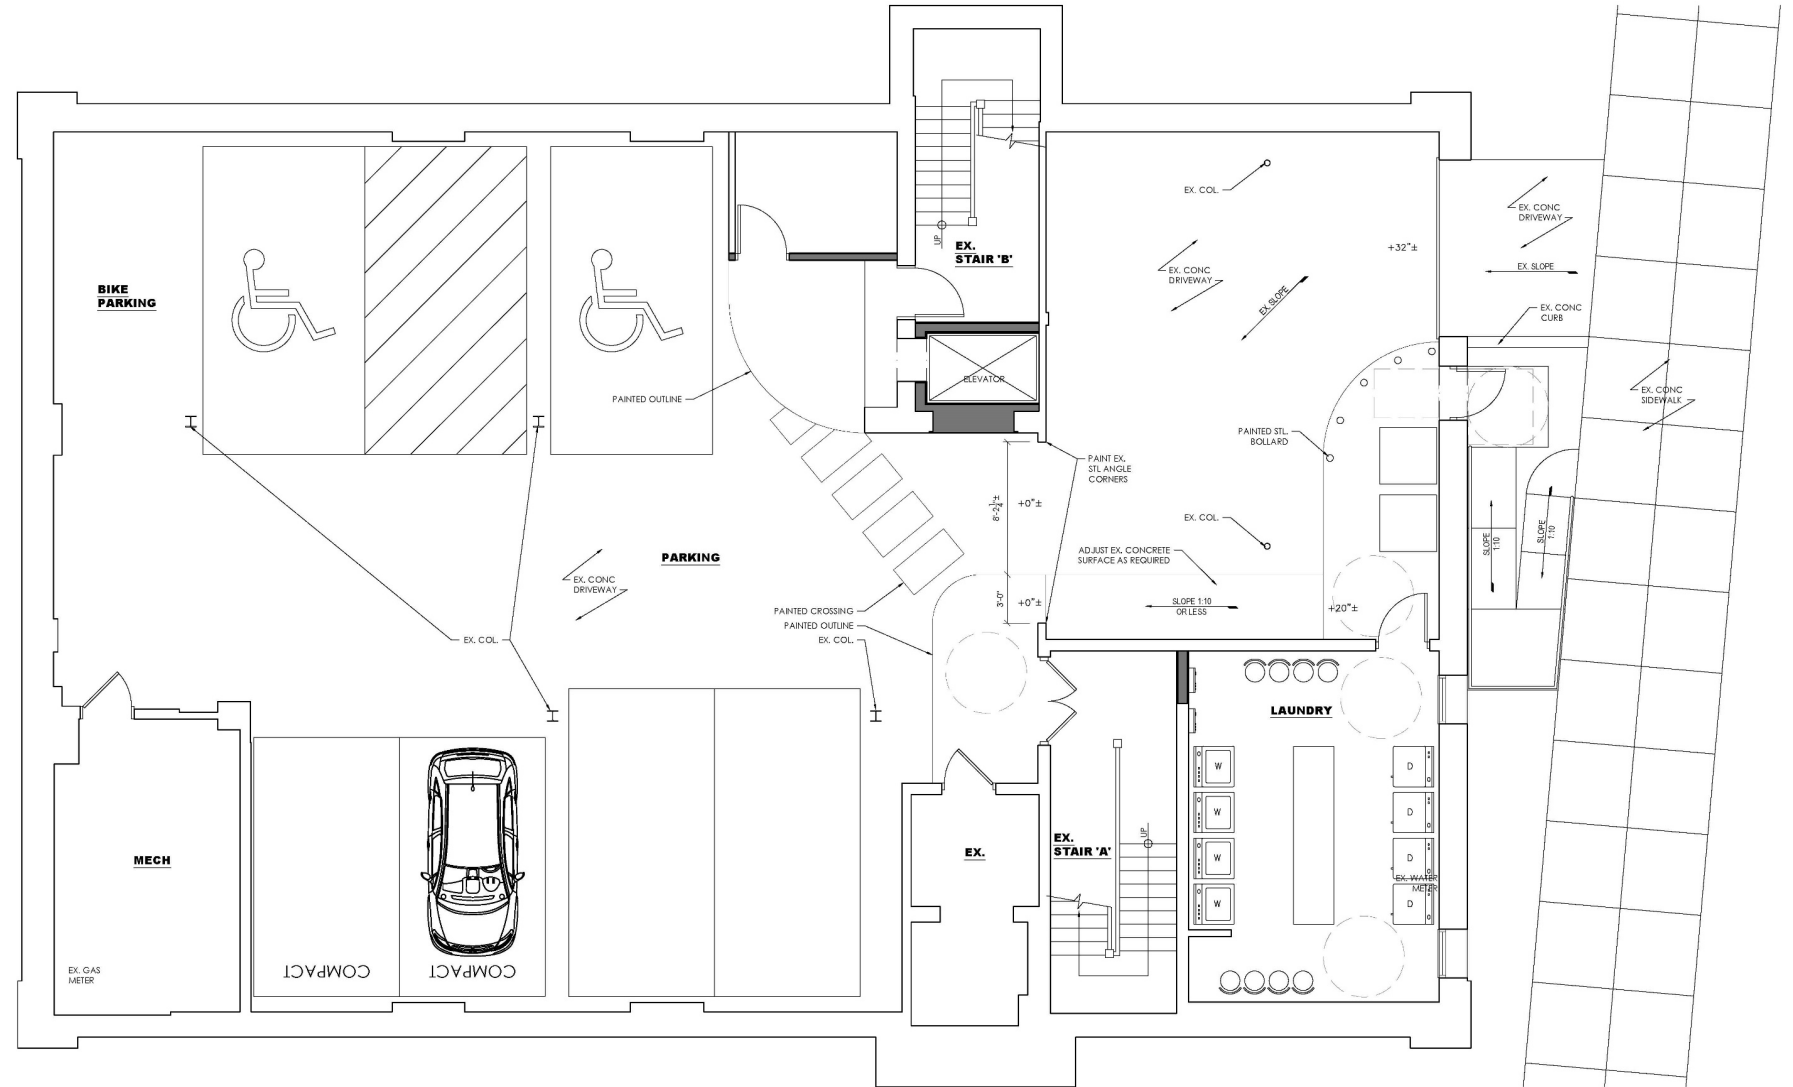 BIKE
PARKING
PAINTED OUTLINE
UP
EX.
STAIR 'B'
ELEVATOR
EX. COL.
EX. CONC
DRIVEWAY
EX. SLOPE
+32"±
EX. CONC
DRIVEWAY
EX. SLOPE
EX. CONC
CURB
EX. CONC
SIDEWALK
PAINTED STL.
BOLLARD
PAINT EX.
STL ANGLE
CORNERS
8'-2¼"±
+0"±
EX. COL.
ADJUST EX. CONCRETE
SURFACE AS REQUIRED
SLOPE
1:10
SLOPE
1:10
PARKING
EX. CONC
DRIVEWAY
PAINTED CROSSING
PAINTED OUTLINE
EX. COL.
EX. COL.
3'-0"
+0"±
SLOPE 1:10
OR LESS
+20"±
LAUNDRY
MECH
EX. GAS
METER
COMPACT
COMPACT
EX.
EX.
STAIR 'A'
UP
W
W
W
W
D
D
D
D
EX. WATER
METER